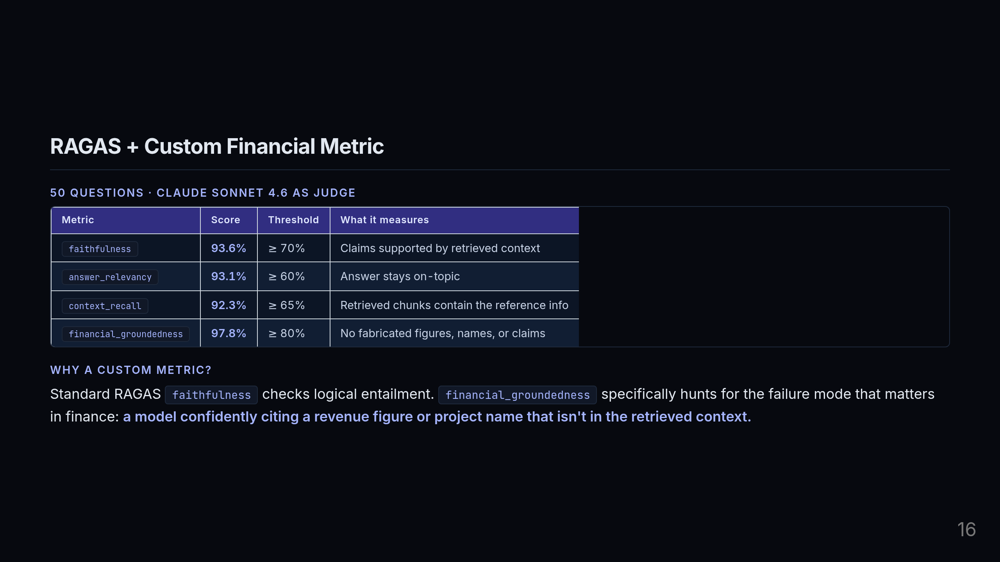 RAGAS + Custom Financial Metric
50 QUESTIONS · CLAUDE SONNET 4.6 AS JUDGE
Metric Score Threshold What it measures
faithfulness 93.6% ≥ 70% Claims supported by retrieved context
answer_relevancy 93.1% ≥ 60% Answer stays on-topic
context_recall 92.3% ≥ 65% Retrieved chunks contain the reference info
financial_groundedness 97.8% ≥ 80% No fabricated figures, names, or claims
WHY A CUSTOM METRIC?
Standard RAGAS faithfulness checks logical entailment. financial_groundedness specifically hunts for the failure mode that matters
in finance: a model confidently citing a revenue figure or project name that isn't in the retrieved context.
16